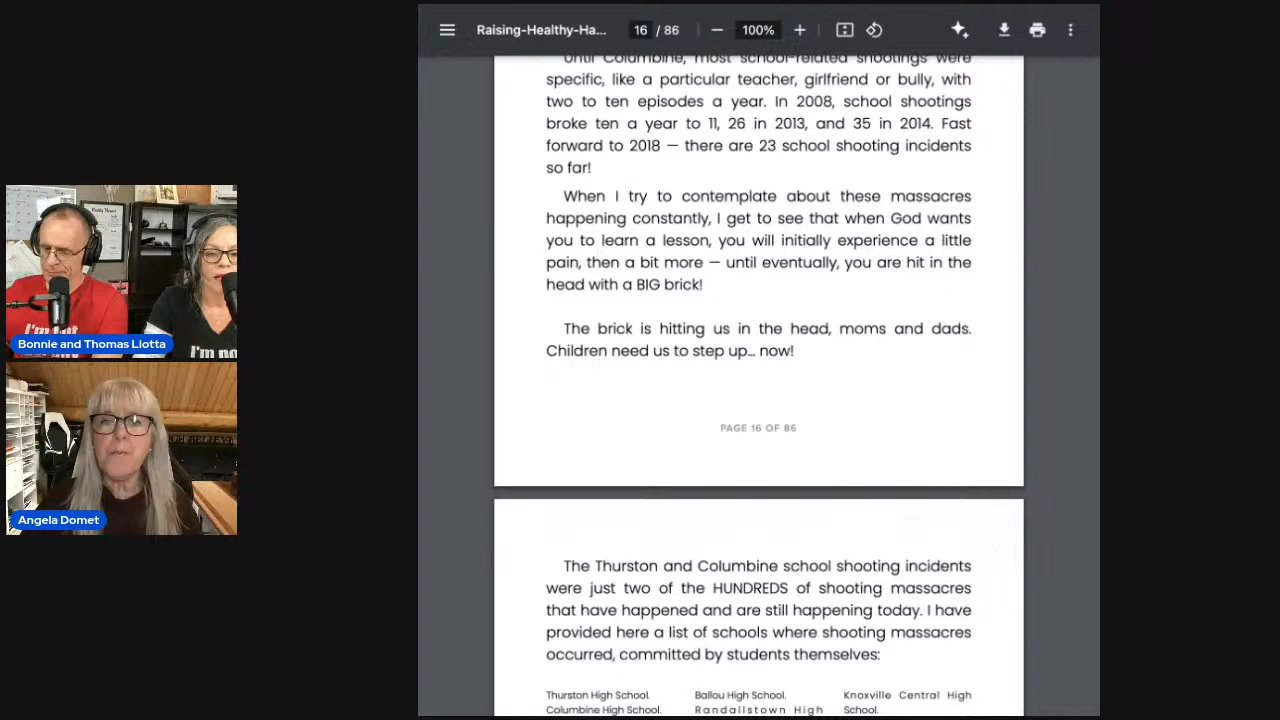 Raising-Healthy-Ha...
16 / 86
100%
Until Columbine, most school-related shootings were
specific, like a particular teacher, girlfriend or bully, with
two to ten episodes a year. In 2008, school shootings
broke ten a year to 11, 26 in 2013, and 35 in 2014. Fast
forward to 2018 — there are 23 school shooting incidents
so far!
When I try to contemplate about these massacres
happening constantly, I get to see that when God wants
you to learn a lesson, you will initially experience a little
pain, then a bit more — until eventually, you are hit in the
head with a BIG brick!
The brick is hitting us in the head, moms and dads.
Children need us to step up... now!
PAGE 16 OF 86
The Thurston and Columbine school shooting incidents
were just two of the HUNDREDS of shooting massacres
that have happened and are still happening today. I have
provided here a list of schools where shooting massacres
occurred, committed by students themselves:
Thurston High School.
Columbine High School.
Ballou High School.
Randallstown High
Knoxville Central High
School.
I'm not
I'm no
Bonnie and Thomas LIotta
BELIEVE
Angela Domet